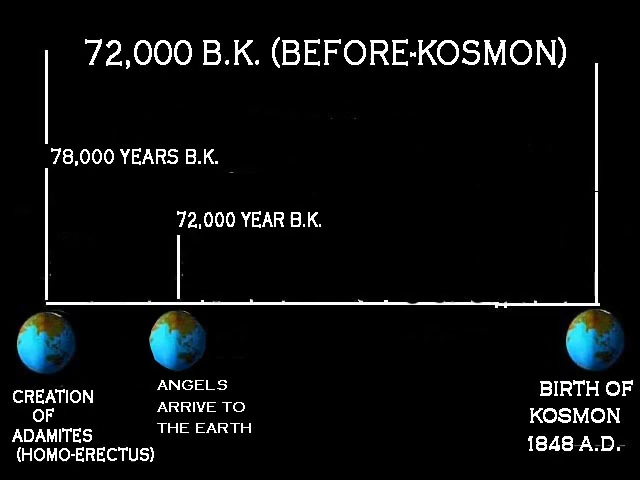 72,000 B.K. (BEFORE-KOSMON)
78,000 YEARS B.K.
72,000 YEAR B.K.
CREATION
OF
ADAMITES
(HOMO-ERECTUS)
ANGELS
ARRIVE TO
THE EARTH
BIRTH OF
KOSMON
1848 A.D.